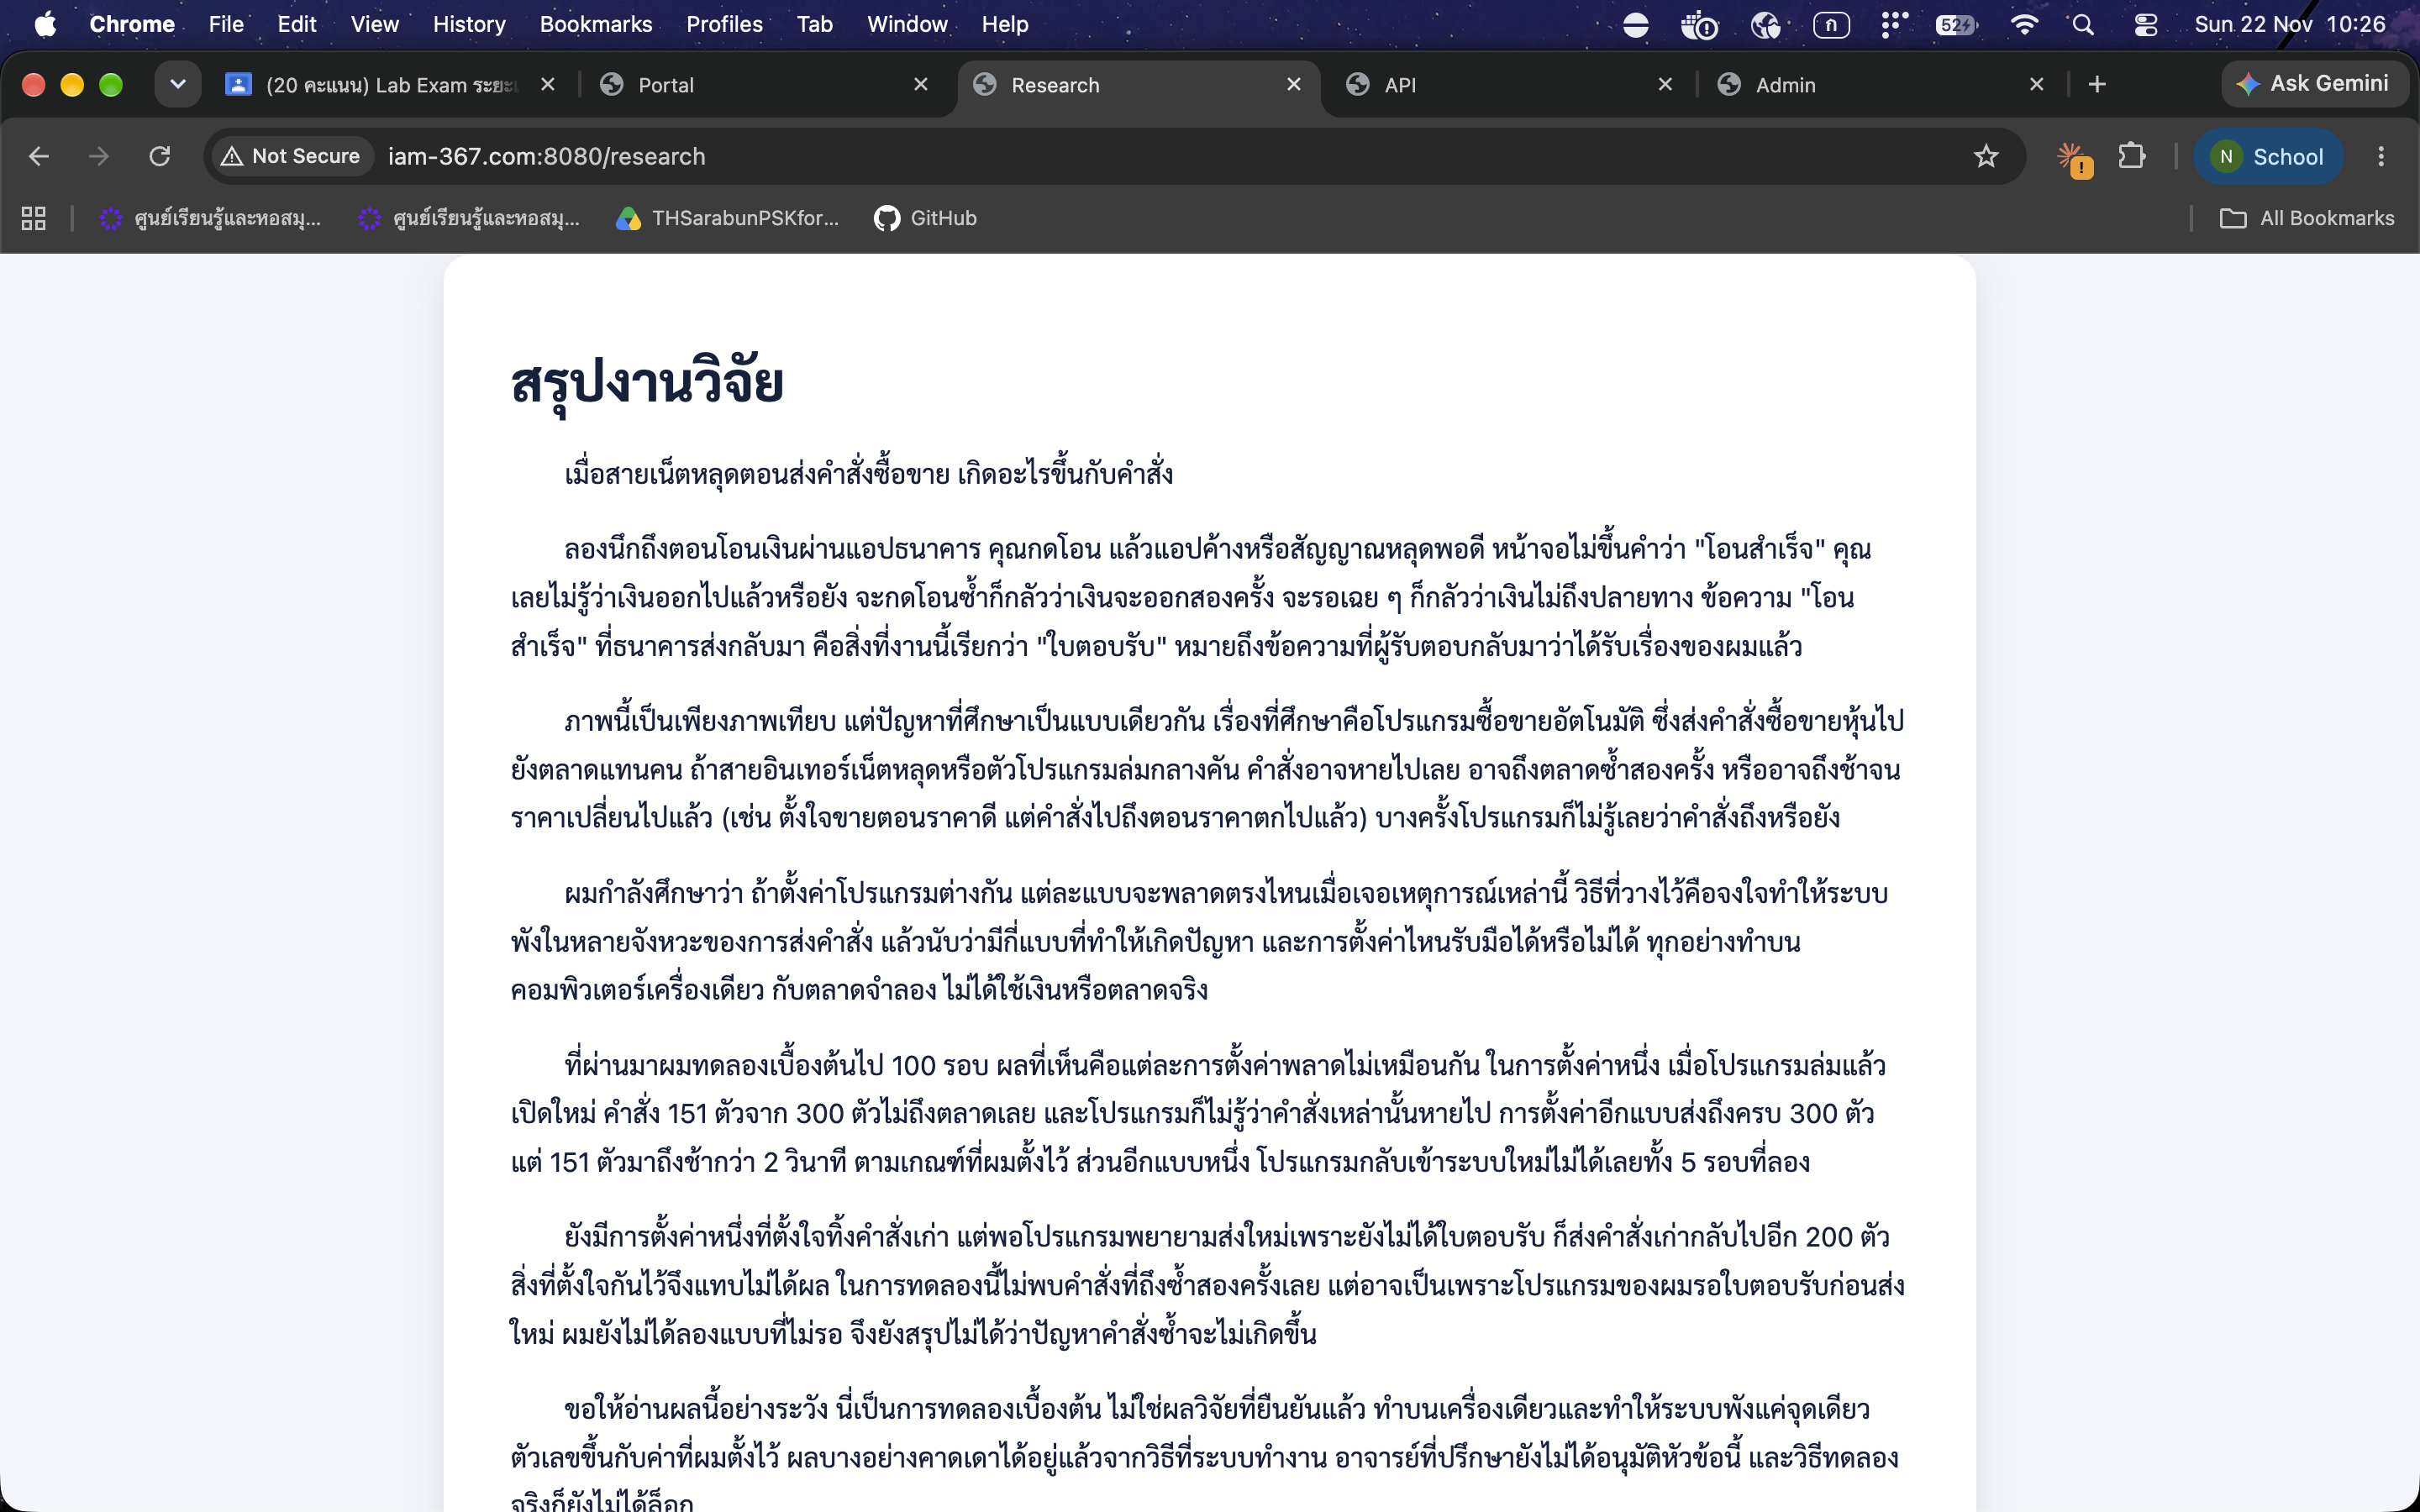 Chrome File Edit View History Bookmarks Profiles Tab Window Help
ก 52 Sun 22 Nov 10:26
(20 คะแนน) Lab Exam Portal Research API Admin Ask Gemini
Not Secure iam-367.com:8080/research N School
ศูนย์เรียนรู้และหอสมุ... ศูนย์เรียนรู้และหอสมุ... THSarabunPSKfor... GitHub All Bookmarks
สรุปงานวิจัย
เมื่อสายเน็ตหลุดตอนส่งคำสั่งซื้อขาย เกิดอะไรขึ้นกับคำสั่ง
ลองนึกถึงตอนโอนเงินผ่านแอปธนาคาร คุณกดโอน แล้วแอปค้างหรือสัญญาณหลุดพอดี หน้าจอไม่ขึ้นคำว่า "โอนสำเร็จ" คุณ
เลยไม่รู้ว่าเงินออกไปแล้วหรือยัง จะกดโอนซ้ำก็กลัวว่าเงินจะออกสองครั้ง จะรอเฉย ๆ ก็กลัวว่าเงินไม่ถึงปลายทาง ข้อความ "โอน
สำเร็จ" ที่ธนาคารส่งกลับมา คือสิ่งที่งานนี้เรียกว่า "ใบตอบรับ" หมายถึงข้อความที่ผู้รับตอบกลับมาว่าได้รับเรื่องของผมแล้ว
ภาพนี้เป็นเพียงภาพเทียบ แต่ปัญหาที่ศึกษาเป็นแบบเดียวกัน เรื่องที่ศึกษาคือโปรแกรมซื้อขายอัตโนมัติ ซึ่งส่งคำสั่งซื้อขายหุ้นไป
ยังตลาดแทนคน ถ้าสายอินเทอร์เน็ตหลุดหรือตัวโปรแกรมล่มกลางคัน คำสั่งอาจหายไปเลย อาจถึงตลาดซ้ำสองครั้ง หรืออาจถึงช้าจน
ราคาเปลี่ยนไปแล้ว (เช่น ตั้งใจขายตอนราคาดี แต่คำสั่งไปถึงตอนราคาตกไปแล้ว) บางครั้งโปรแกรมก็ไม่รู้เลยว่าคำสั่งถึงหรือยัง
ผมกำลังศึกษาว่า ถ้าตั้งค่าโปรแกรมต่างกัน แต่ละแบบจะพลาดตรงไหนเมื่อเจอเหตุการณ์เหล่านี้ วิธีที่วางไว้คือจงใจทำให้ระบบ
พังในหลายจังหวะของการส่งคำสั่ง แล้วนับว่ามีกี่แบบที่ทำให้เกิดปัญหา และการตั้งค่าไหนรับมือได้หรือไม่ได้ ทุกอย่างทำบน
คอมพิวเตอร์เครื่องเดียว กับตลาดจำลอง ไม่ได้ใช้เงินหรือตลาดจริง
ที่ผ่านมาผมทดลองเบื้องต้นไป 100 รอบ ผลที่เห็นคือแต่ละการตั้งค่าพลาดไม่เหมือนกัน ในการตั้งค่าหนึ่ง เมื่อโปรแกรมล่มแล้ว
เปิดใหม่ คำสั่ง 151 ตัวจาก 300 ตัวไม่ถึงตลาดเลย และโปรแกรมก็ไม่รู้ว่าคำสั่งเหล่านั้นหายไป การตั้งค่าอีกแบบส่งถึงครบ 300 ตัว
แต่ 151 ตัวมาถึงช้ากว่า 2 วินาที ตามเกณฑ์ที่ผมตั้งไว้ ส่วนอีกแบบหนึ่ง โปรแกรมกลับเข้าระบบใหม่ไม่ได้เลยทั้ง 5 รอบที่ลอง
ยังมีการตั้งค่าหนึ่งที่ตั้งใจทิ้งคำสั่งเก่า แต่พอโปรแกรมพยายามส่งใหม่เพราะยังไม่ได้ใบตอบรับ ก็ส่งคำสั่งเก่ากลับไปอีก 200 ตัว
สิ่งที่ตั้งใจกันไว้จึงแทบไม่ได้ผล ในการทดลองนี้ไม่พบคำสั่งที่ถึงซ้ำสองครั้งเลย แต่อาจเป็นเพราะโปรแกรมของผมรอใบตอบรับก่อนส่ง
ใหม่ ผมยังไม่ได้ลองแบบที่ไม่รอ จึงยังสรุปไม่ได้ว่าปัญหาคำสั่งซ้ำจะไม่เกิดขึ้น
ขอให้อ่านผลนี้อย่างระวัง นี่เป็นการทดลองเบื้องต้น ไม่ใช่ผลวิจัยที่ยืนยันแล้ว ทำบนเครื่องเดียวและทำให้ระบบพังแค่จุดเดียว
ตัวเลขขึ้นกับค่าที่ผมตั้งไว้ ผลบางอย่างคาดเดาได้อยู่แล้วจากวิธีที่ระบบทำงาน อาจารย์ที่ปรึกษายังไม่ได้อนุมัติหัวข้อนี้ และวิธีทดลอง
จริงก็ยังไม่ได้ล็อก